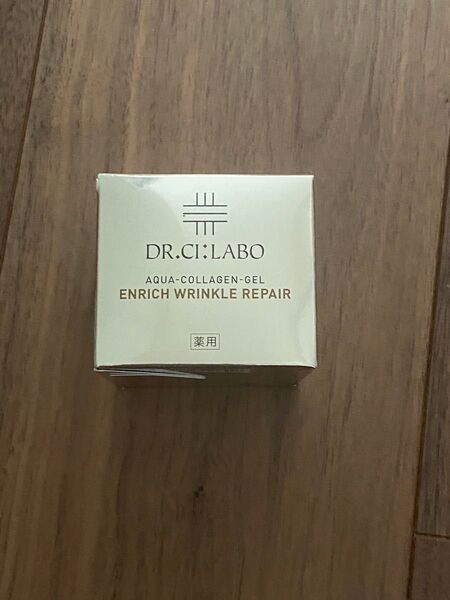 DR.CI:LABO
AQUA-COLLAGEN-GEL
ENRICH WRINKLE REPAIR
薬用